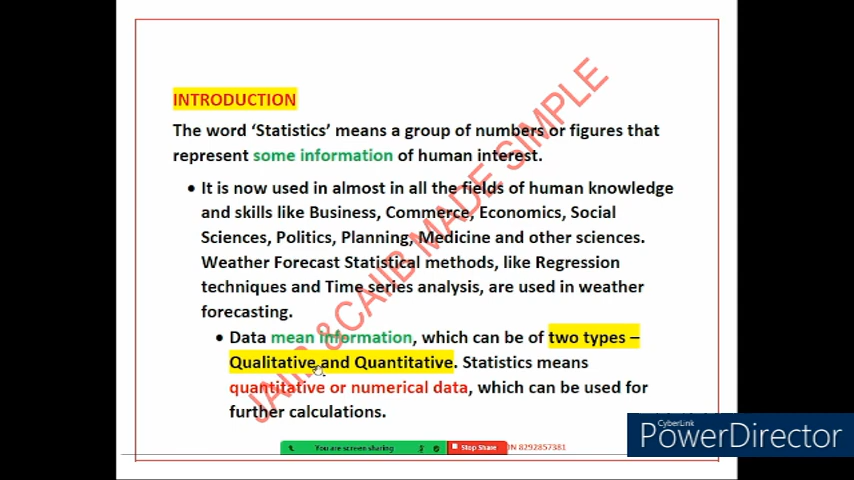 INTRODUCTION
The word ‘Statistics’ means a group of numbers or figures that
represent some information of human interest.
• It is now used in almost in all the fields of human knowledge
and skills like Business, Commerce, Economics, Social
Sciences, Politics, Planning, Medicine and other sciences.
Weather Forecast Statistical methods, like Regression
techniques and Time series analysis, are used in weather
forecasting.
• Data mean information, which can be of two types –
Qualitative and Quantitative. Statistics means
quantitative or numerical data, which can be used for
further calculations.
JAIIB & CAIIB MADE SIMPLE
You are screen sharing
Stop Share
8292857381
CyberLink
PowerDirector